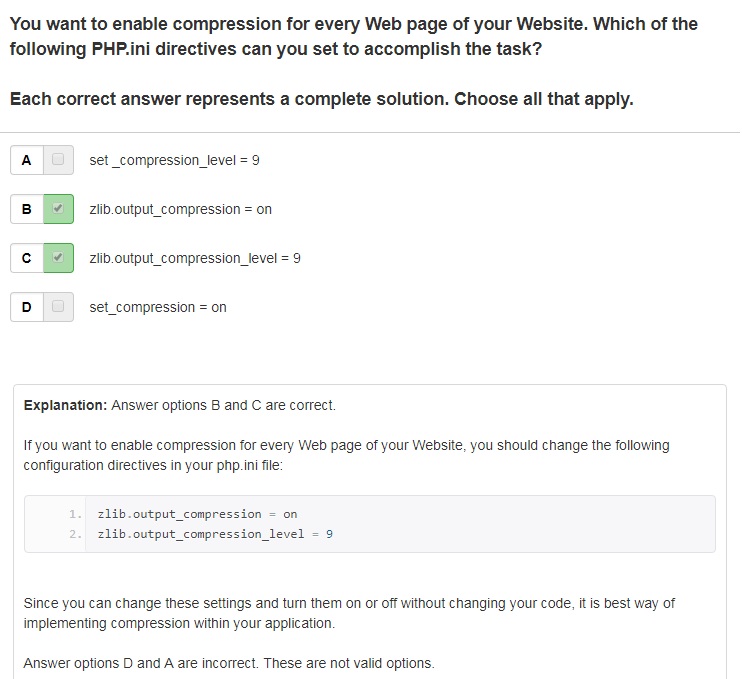 You want to enable compression for every Web page of your Website. Which of the
following PHP.ini directives can you set to accomplish the task?
Each correct answer represents a complete solution. Choose all that apply.
A set _compression_level = 9
B zlib.output_compression = on
C zlib.output_compression_level = 9
D set_compression = on
Explanation: Answer options B and C are correct.
If you want to enable compression for every Web page of your Website, you should change the following
configuration directives in your php.ini file:
1. zlib.output_compression = on
2. zlib.output_compression_level = 9
Since you can change these settings and turn them on or off without changing your code, it is best way of
implementing compression within your application.
Answer options D and A are incorrect. These are not valid options.